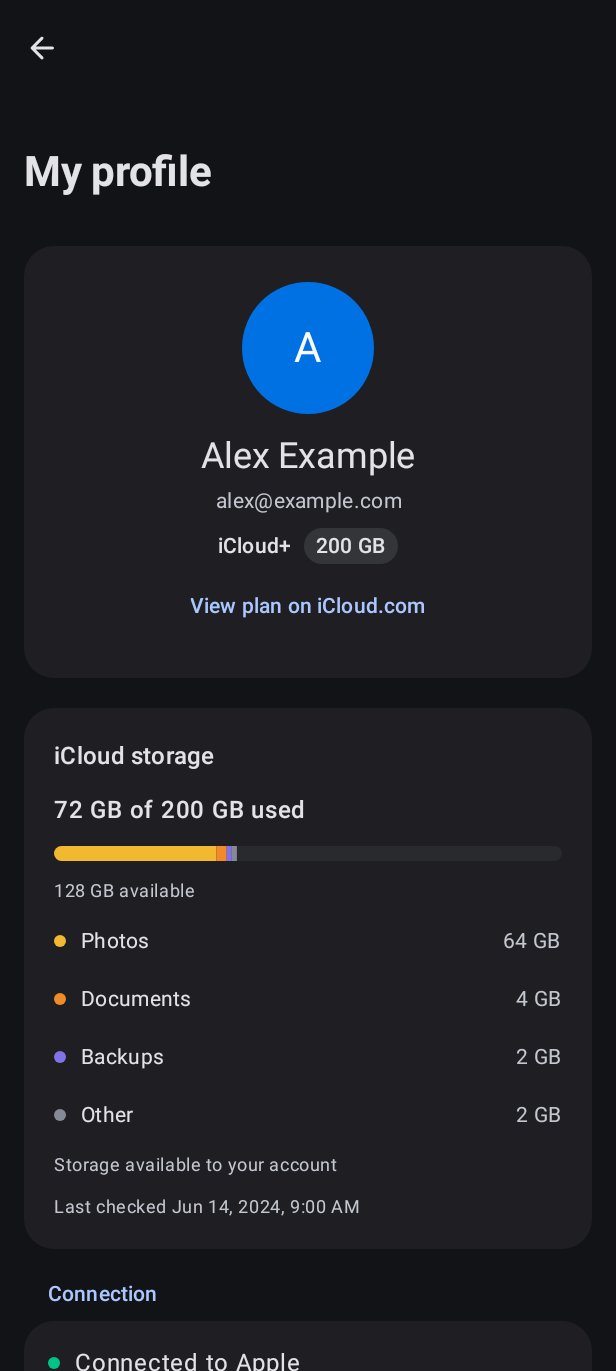 My profile
A
Alex Example
alex@example.com
iCloud+ 200 GB
View plan on iCloud.com
iCloud storage
72 GB of 200 GB used
128 GB available
Photos 64 GB
Documents 4 GB
Backups 2 GB
Other 2 GB
Storage available to your account
Last checked Jun 14, 2024, 9:00 AM
Connection
Connected to Apple